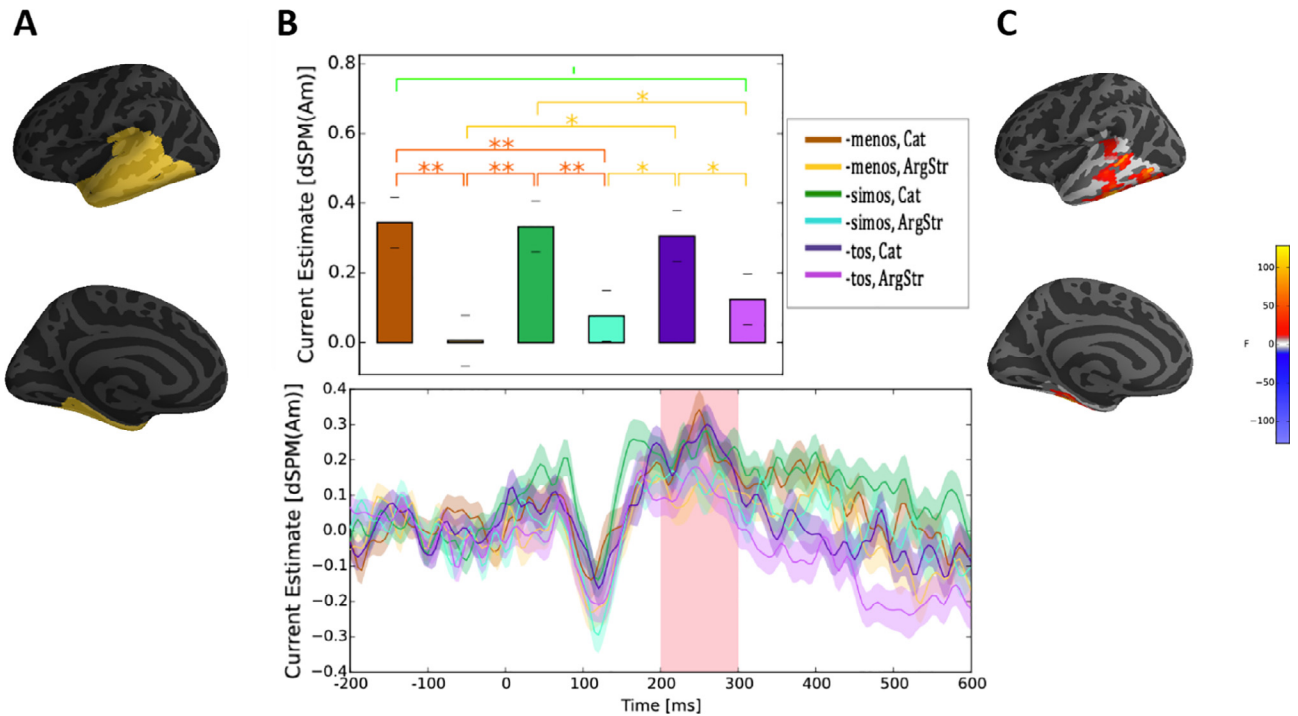 A
B
C
Current Estimate [dSPM(Am)]
0.8
0.6
0.4
0.2
0.0
*
*
**
** ** ** * *
-menos, Cat
-menos, ArgStr
-simos, Cat
-simos, ArgStr
-tos, Cat
-tos, ArgStr
Current Estimate [dSPM(Am)]
0.4
0.3
0.2
0.1
0.0
-0.1
-0.2
-0.3
-0.4
-200 -100 0 100 200 300 400 500 600
Time [ms]
F
100
50
0
−50
−100